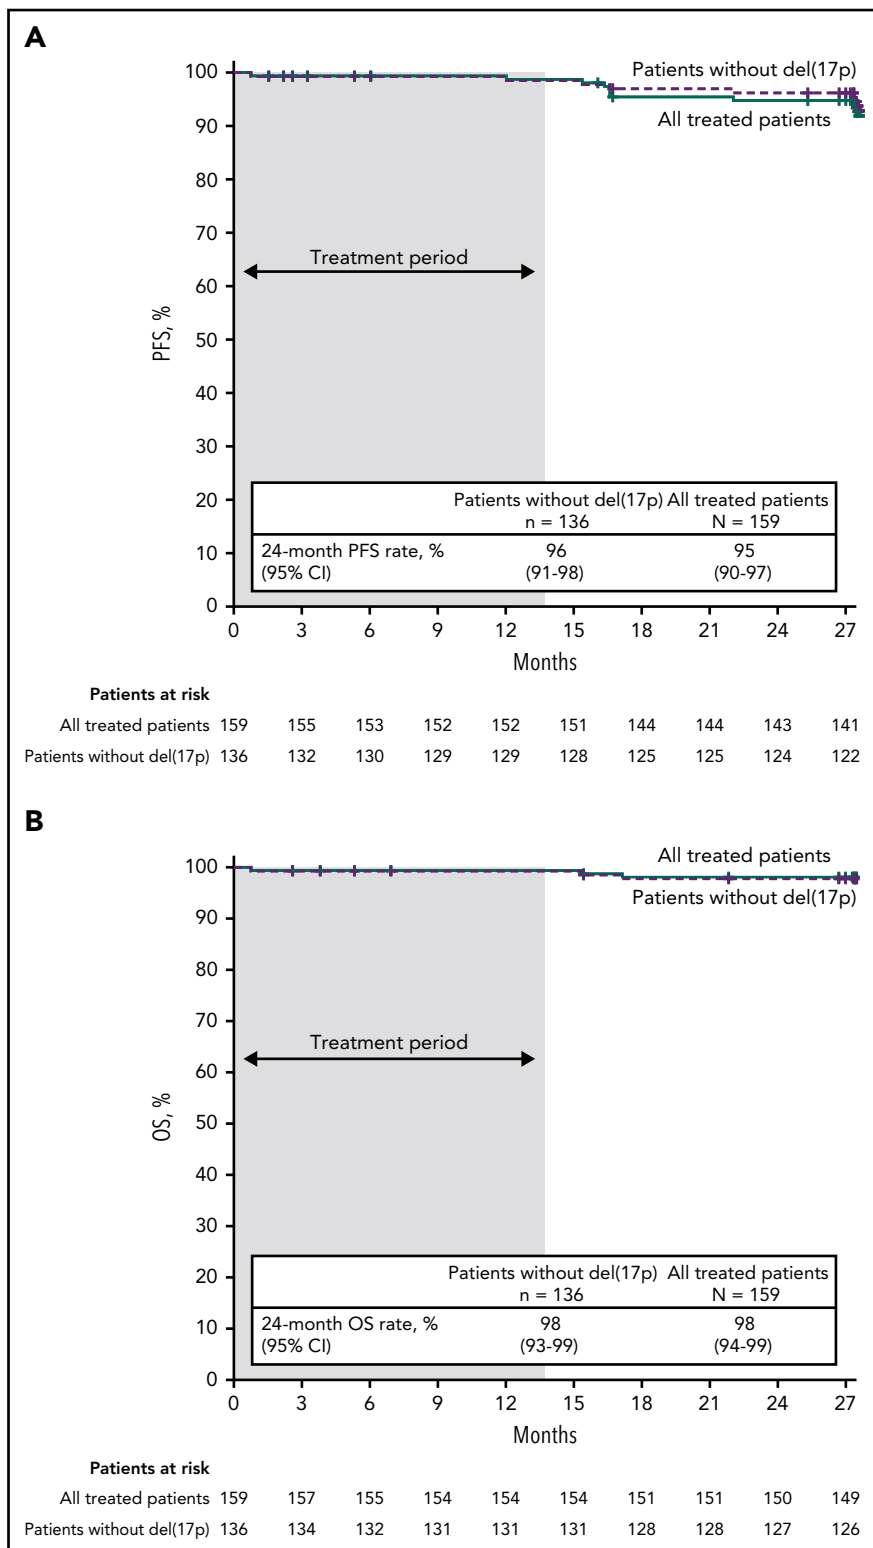 A
100
90
80
70
60
50
40
30
20
10
0
PFS, %
Patients without del(17p)
All treated patients
Treatment period
Patients without del(17p) All treated patients
n = 136 N = 159
24-month PFS rate, % 96 95
(95% CI) (91-98) (90-97)
0 3 6 9 12 15 18 21 24 27
Months
Patients at risk
All treated patients 159 155 153 152 152 151 144 144 143 141
Patients without del(17p) 136 132 130 129 129 128 125 125 124 122
B
100
90
80
70
60
50
40
30
20
10
0
OS, %
All treated patients
Patients without del(17p)
Treatment period
Patients without del(17p) All treated patients
n = 136 N = 159
24-month OS rate, % 98 98
(95% CI) (93-99) (94-99)
0 3 6 9 12 15 18 21 24 27
Months
Patients at risk
All treated patients 159 157 155 154 154 154 151 151 150 149
Patients without del(17p) 136 134 132 131 131 131 128 128 127 126